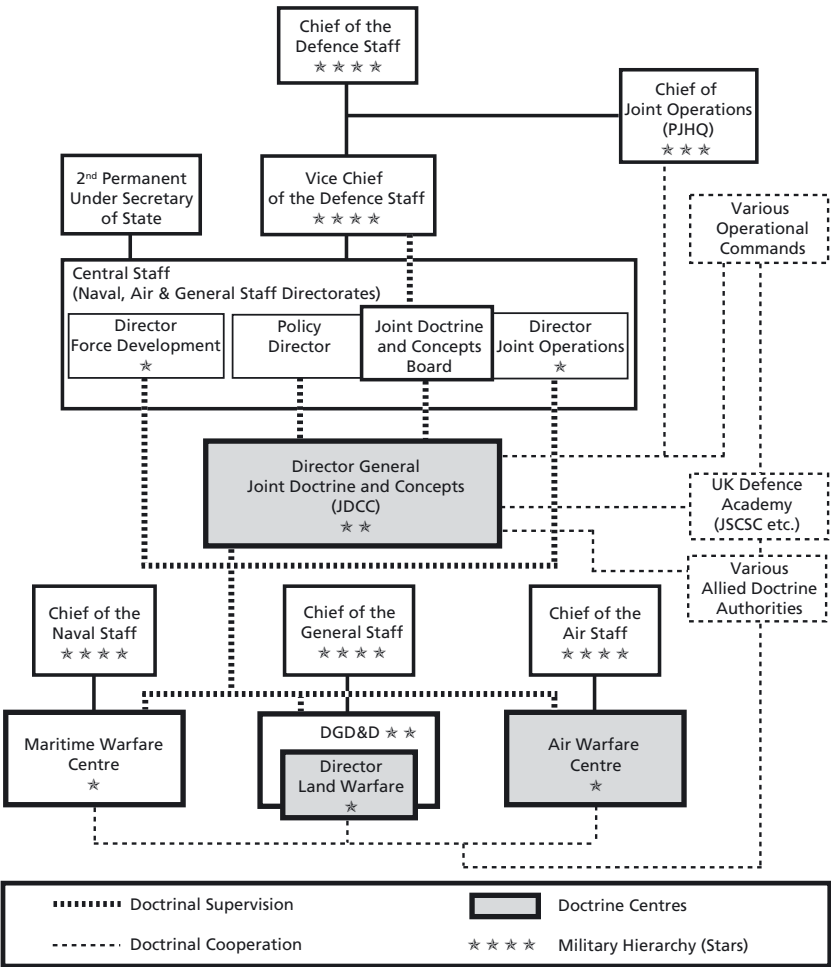 Chief of the
Defence Staff
✯ ✯ ✯ ✯
Chief of
Joint Operations
(PJHQ)
✯ ✯ ✯
2nd Permanent
Under Secretary
of State
Vice Chief
of the Defence Staff
✯ ✯ ✯ ✯
Various
Operational
Commands
Central Staff
(Naval, Air & General Staff Directorates)
Director
Force Development
✯
Policy
Director
Joint Doctrine
and Concepts
Board
Director
Joint Operations
✯
Director General
Joint Doctrine and Concepts
(JDCC)
✯ ✯
UK Defence
Academy
(JSCSC etc.)
Various
Allied Doctrine
Authorities
Chief of the
Naval Staff
✯ ✯ ✯ ✯
Chief of the
General Staff
✯ ✯ ✯ ✯
Chief of the
Air Staff
✯ ✯ ✯ ✯
Maritime Warfare
Centre
✯
DGD&D ✯ ✯
Director
Land Warfare
✯
Air Warfare
Centre
✯
Doctrinal Supervision
Doctrine Centres
Doctrinal Cooperation
✯ ✯ ✯ ✯ Military Hierarchy (Stars)